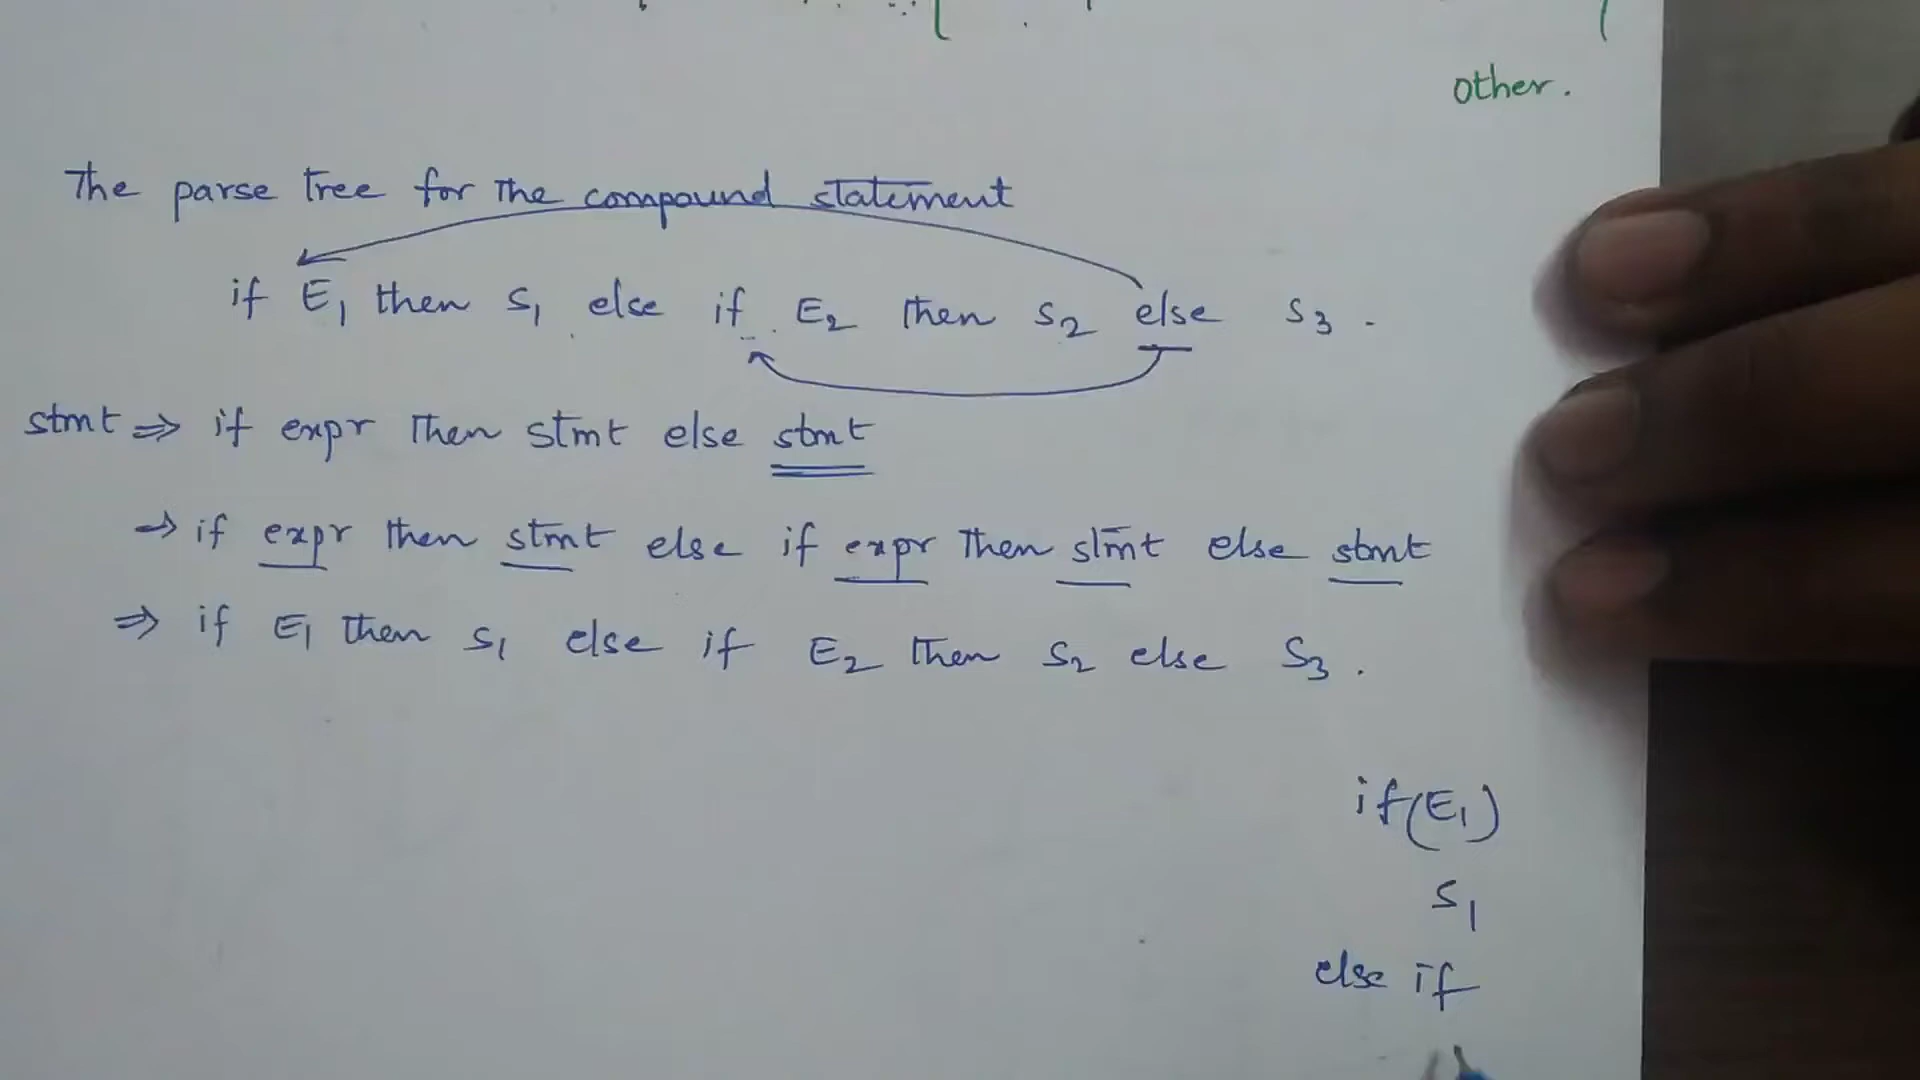 other.
The parse tree for the compound statement
if E₁ then S₁ else if E₂ then S₂ else S₃.
stmt ⇒ if expr then stmt else stmt
⇒ if expr then stmt else if expr then stmt else stmt
⇒ if E₁ then S₁ else if E₂ then S₂ else S₃.
if(E₁)
S₁
else if